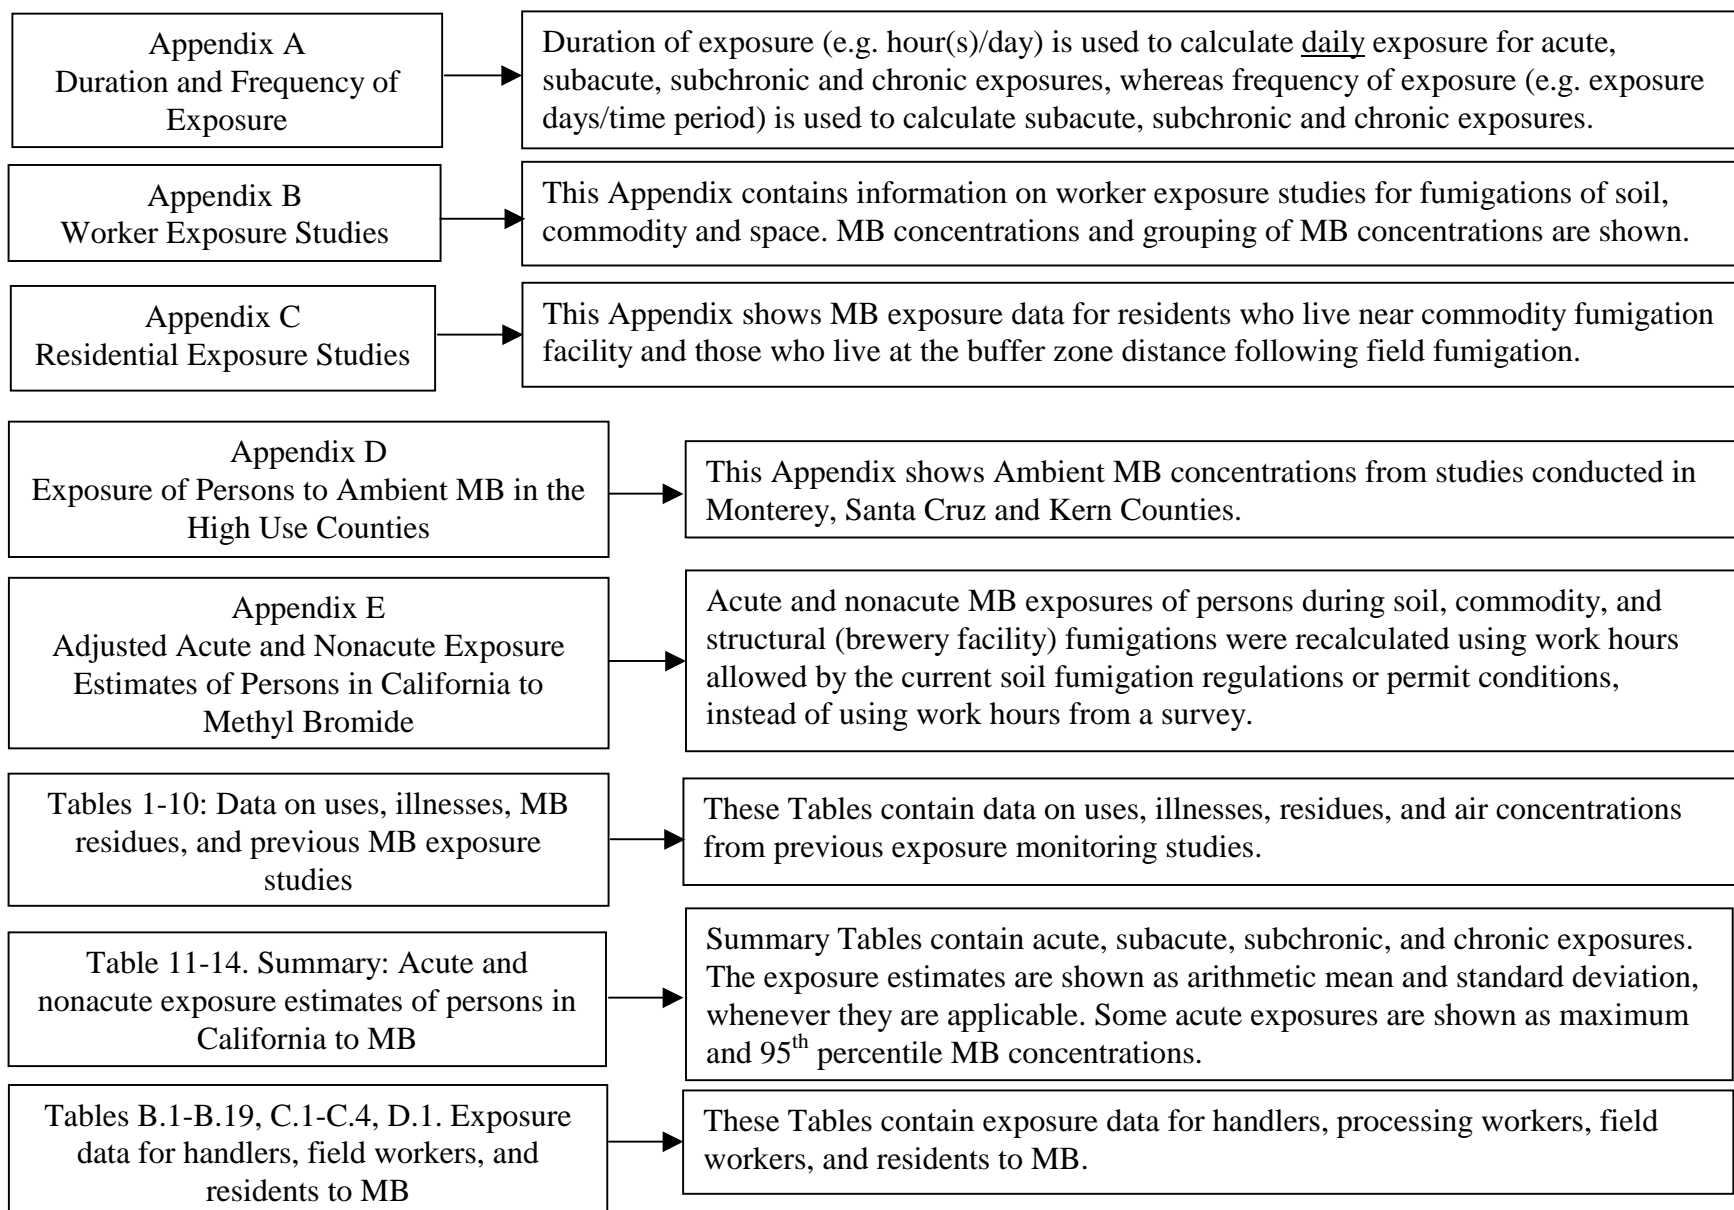 Appendix A
Duration and Frequency of
Exposure
Duration of exposure (e.g. hour(s)/day) is used to calculate daily exposure for acute,
subacute, subchronic and chronic exposures, whereas frequency of exposure (e.g. exposure
days/time period) is used to calculate subacute, subchronic and chronic exposures.
Appendix B
Worker Exposure Studies
This Appendix contains information on worker exposure studies for fumigations of soil,
commodity and space. MB concentrations and grouping of MB concentrations are shown.
Appendix C
Residential Exposure Studies
This Appendix shows MB exposure data for residents who live near commodity fumigation
facility and those who live at the buffer zone distance following field fumigation.
Appendix D
Exposure of Persons to Ambient MB in the
High Use Counties
This Appendix shows Ambient MB concentrations from studies conducted in
Monterey, Santa Cruz and Kern Counties.
Appendix E
Adjusted Acute and Nonacute Exposure
Estimates of Persons in California to
Methyl Bromide
Acute and nonacute MB exposures of persons during soil, commodity, and
structural (brewery facility) fumigations were recalculated using work hours
allowed by the current soil fumigation regulations or permit conditions,
instead of using work hours from a survey.
Tables 1-10: Data on uses, illnesses, MB
residues, and previous MB exposure
studies
These Tables contain data on uses, illnesses, residues, and air concentrations
from previous exposure monitoring studies.
Table 11-14. Summary: Acute and
nonacute exposure estimates of persons in
California to MB
Summary Tables contain acute, subacute, subchronic, and chronic exposures.
The exposure estimates are shown as arithmetic mean and standard deviation,
whenever they are applicable. Some acute exposures are shown as maximum
and 95th percentile MB concentrations.
Tables B.1-B.19, C.1-C.4, D.1. Exposure
data for handlers, field workers, and
residents to MB
These Tables contain exposure data for handlers, processing workers, field
workers, and residents to MB.